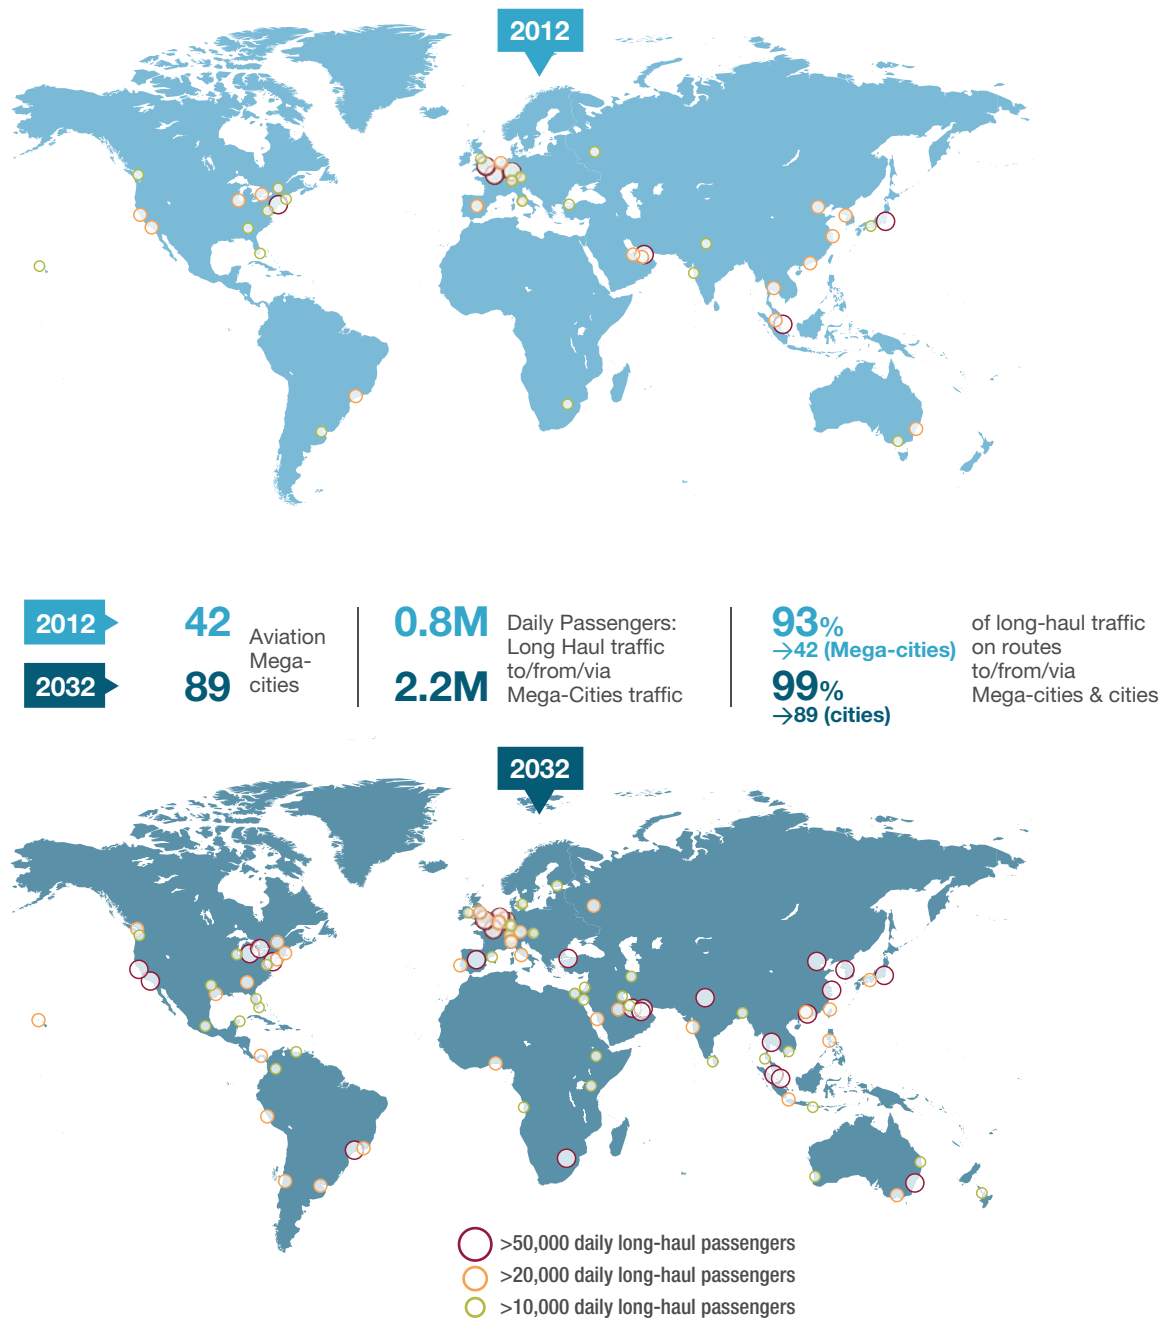 2012
2012
42
2032
89
Aviation
Mega-
cities
0.8M
2.2M
Daily Passengers:
Long Haul traffic
to/from/via
Mega-Cities traffic
93%
→42 (Mega-cities)
99%
→89 (cities)
of long-haul traffic
on routes
to/from/via
Mega-cities & cities
2032
>50,000 daily long-haul passengers
>20,000 daily long-haul passengers
>10,000 daily long-haul passengers